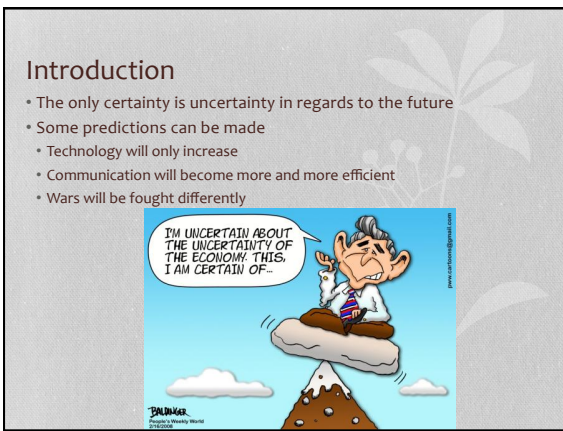 Introduction
• The only certainty is uncertainty in regards to the future
• Some predictions can be made
• Technology will only increase
• Communication will become more and more efficient
• Wars will be fought differently
I'M UNCERTAIN ABOUT
THE UNCERTAINTY OF
THE ECONOMY. THIS,
I AM CERTAIN OF...
pww.cartoons@gmail.com
BALDINGER
People's Weekly World
2/16/2008